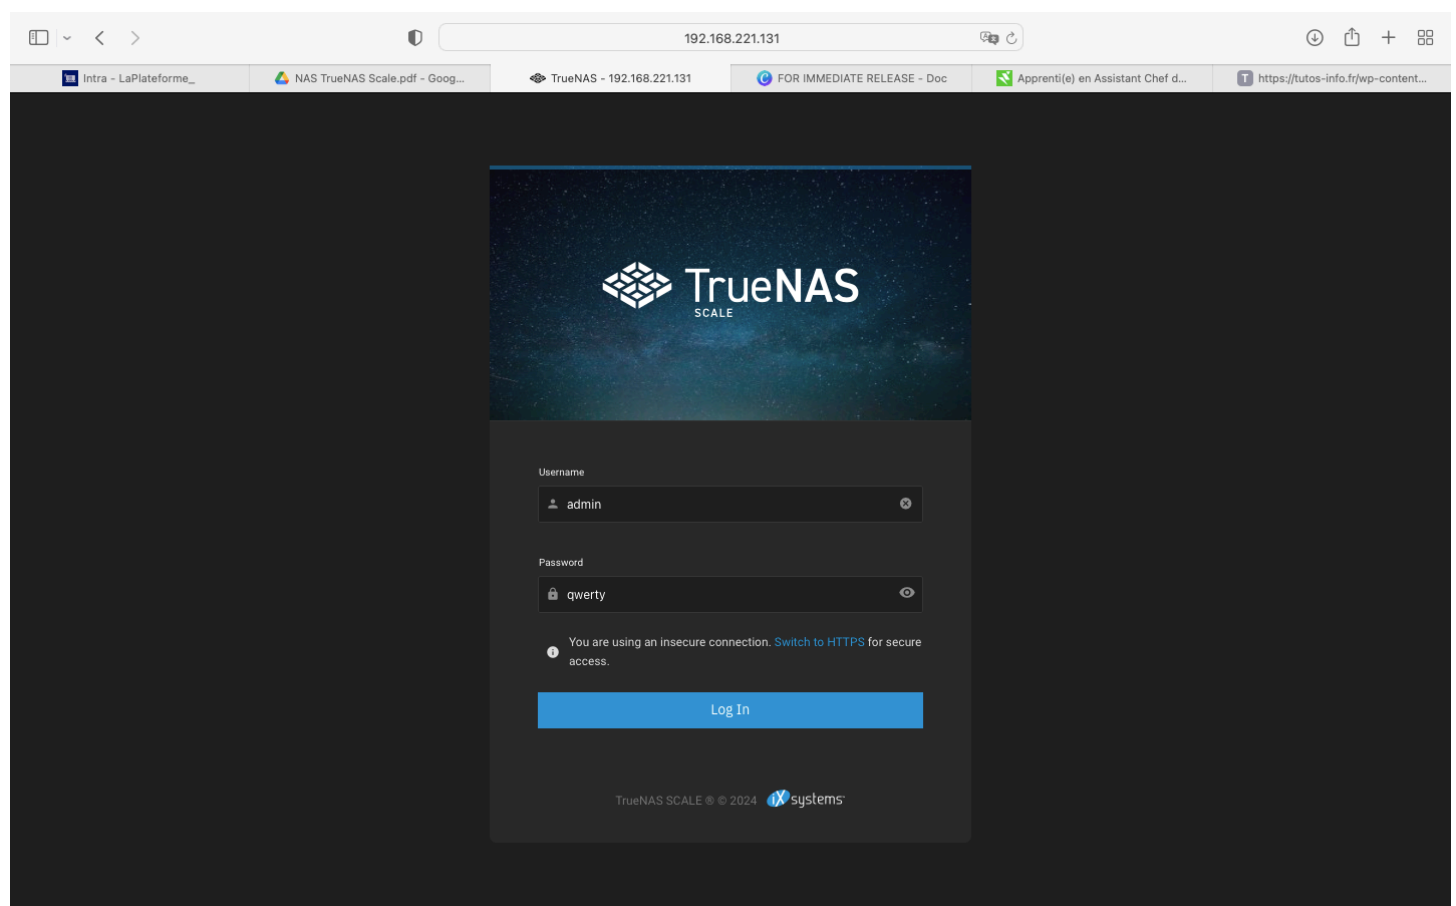 192.168.221.131
Intra - LaPlateforme_
NAS TrueNAS Scale.pdf - Goog...
TrueNAS - 192.168.221.131
FOR IMMEDIATE RELEASE - Doc
Apprenti(e) en Assistant Chef d...
T https://tutos-info.fr/wp-content...
TrueNAS
SCALE
Username
admin
Password
qwerty
You are using an insecure connection. Switch to HTTPS for secure
access.
Log In
TrueNAS SCALE ® © 2024 iX systems